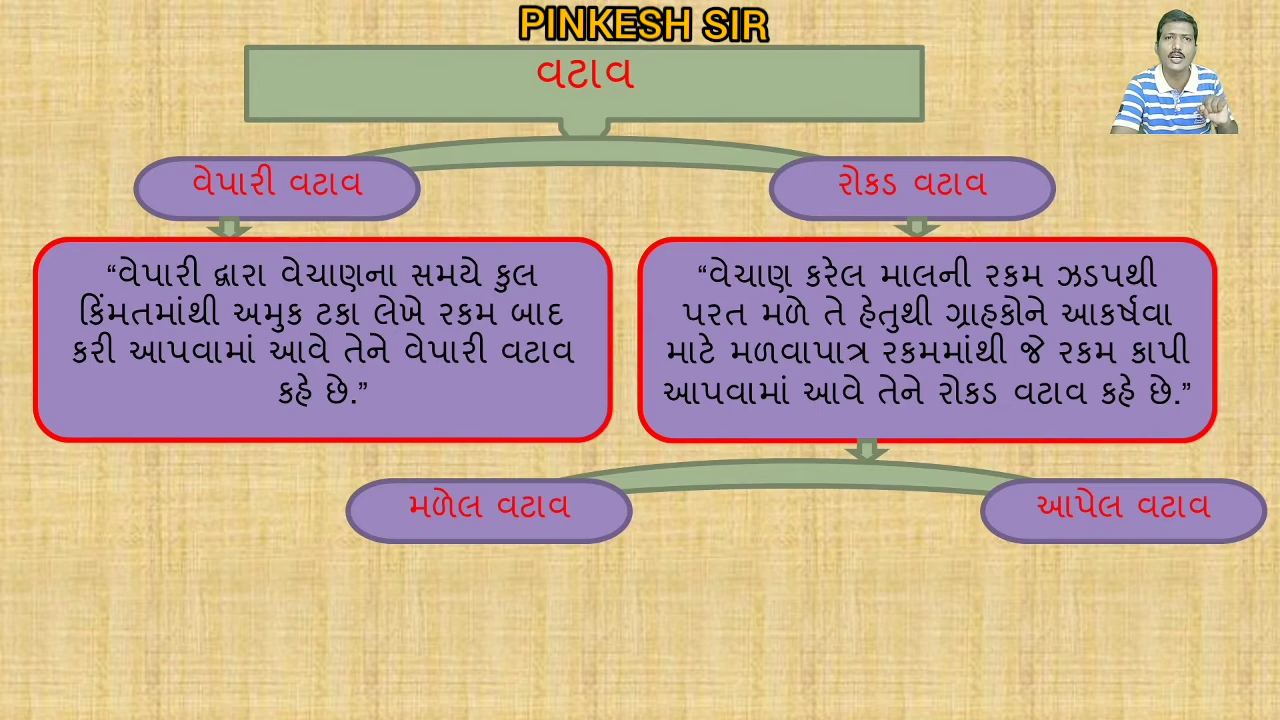 PINKESH SIR
વટાવ
વેપારી વટાવ
રોકડ વટાવ
“વેપારી દ્વારા વેચાણના સમયે કુલ
કિંમતમાંથી અમુક ટકા લેખે રકમ બાદ
કરી આપવામાં આવે તેને વેપારી વટાવ
કહે છે.”
“વેચાણ કરેલ માલની રકમ ઝડપથી
પરત મળે તે હેતુથી ગ્રાહકોને આકર્ષવા
માટે મળવાપાત્ર રકમમાંથી જે રકમ કાપી
આપવામાં આવે તેને રોકડ વટાવ કહે છે.”
મળેલ વટાવ
આપેલ વટાવ